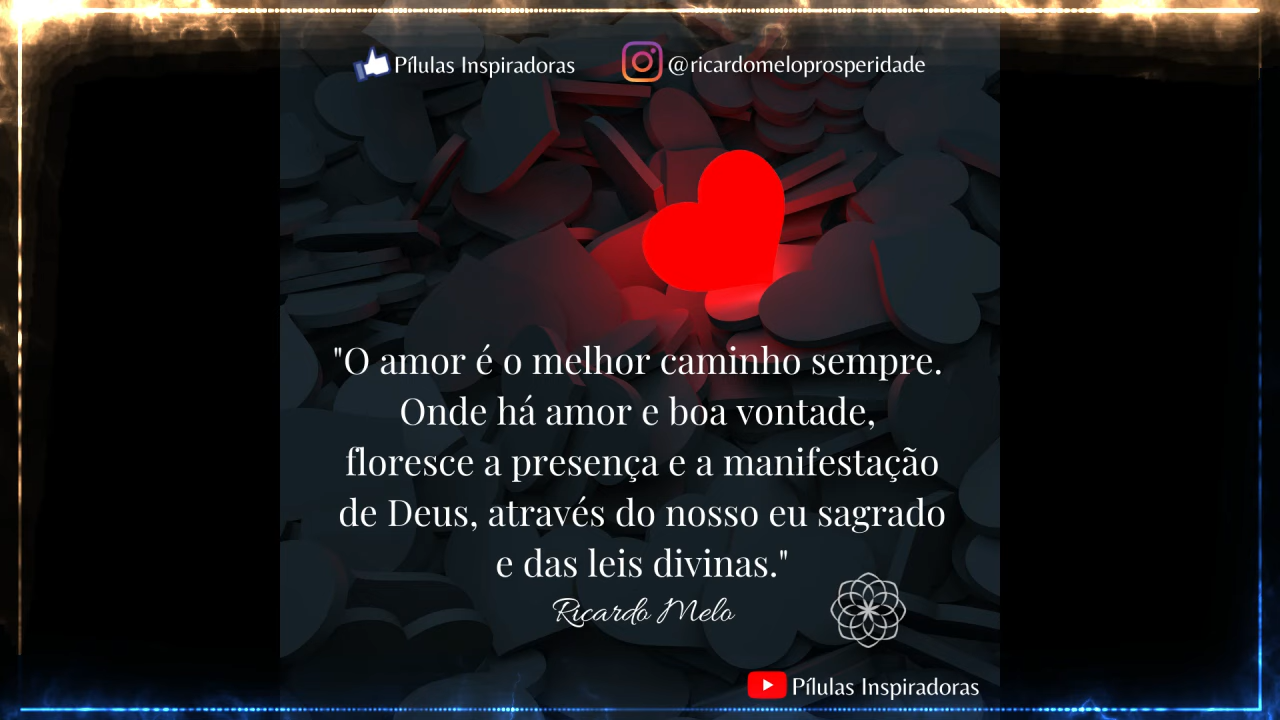 Pílulas Inspiradoras
@ricardomeloprosperidade
"O amor é o melhor caminho sempre.
Onde há amor e boa vontade,
floresce a presença e a manifestação
de Deus, através do nosso eu sagrado
e das leis divinas."
Ricardo Melo
Pílulas Inspiradoras